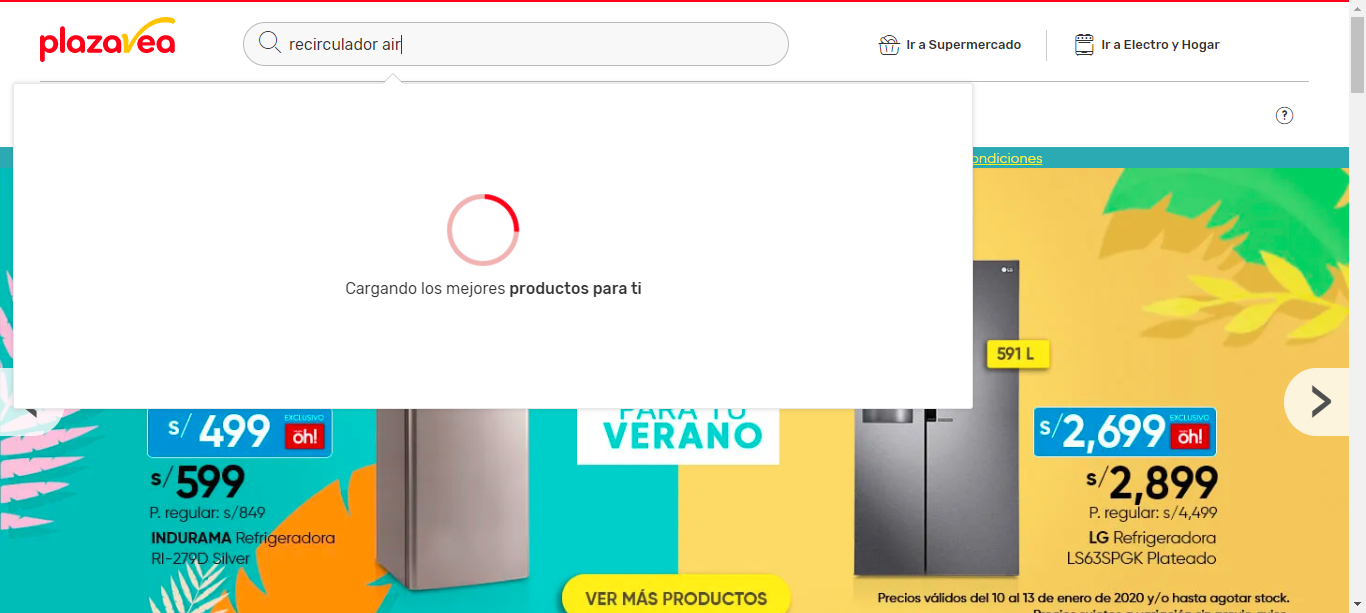 plazavea
recirculador air
Ir a Supermercado
Ir a Electro y Hogar
?
ondiciones
Cargando los mejores productos para ti
LG
591 L
PARA TU
VERANO
S/ 499
EXCLUSIVO
öh!
S/ 599
P. regular: s/849
INDURAMA Refrigeradora
RI-279D Silver
S/ 2,699
EXCLUSIVO
öh!
S/ 2,899
P. regular: s/4,499
LG Refrigeradora
LS63SPGK Plateado
VER MÁS PRODUCTOS
Precios válidos del 10 al 13 de enero de 2020 y/o hasta agotar stock.